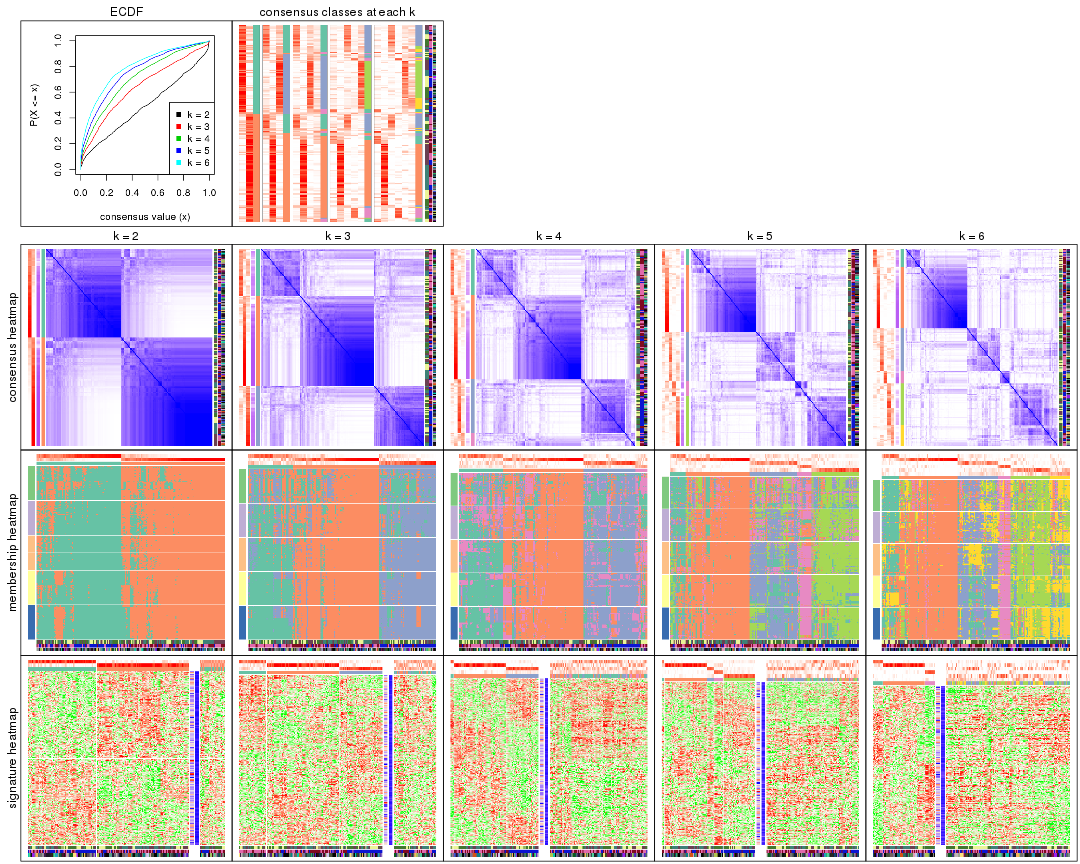 ECDF
consensus classes at each k
P(X <= x)
0.0 0.2 0.4 0.6 0.8 1.0
k = 2
k = 3
k = 4
k = 5
k = 6
0.0 0.2 0.4 0.6 0.8 1.0
consensus value (x)
k = 2
k = 3
k = 4
k = 5
k = 6
consensus heatmap
membership heatmap
signature heatmap